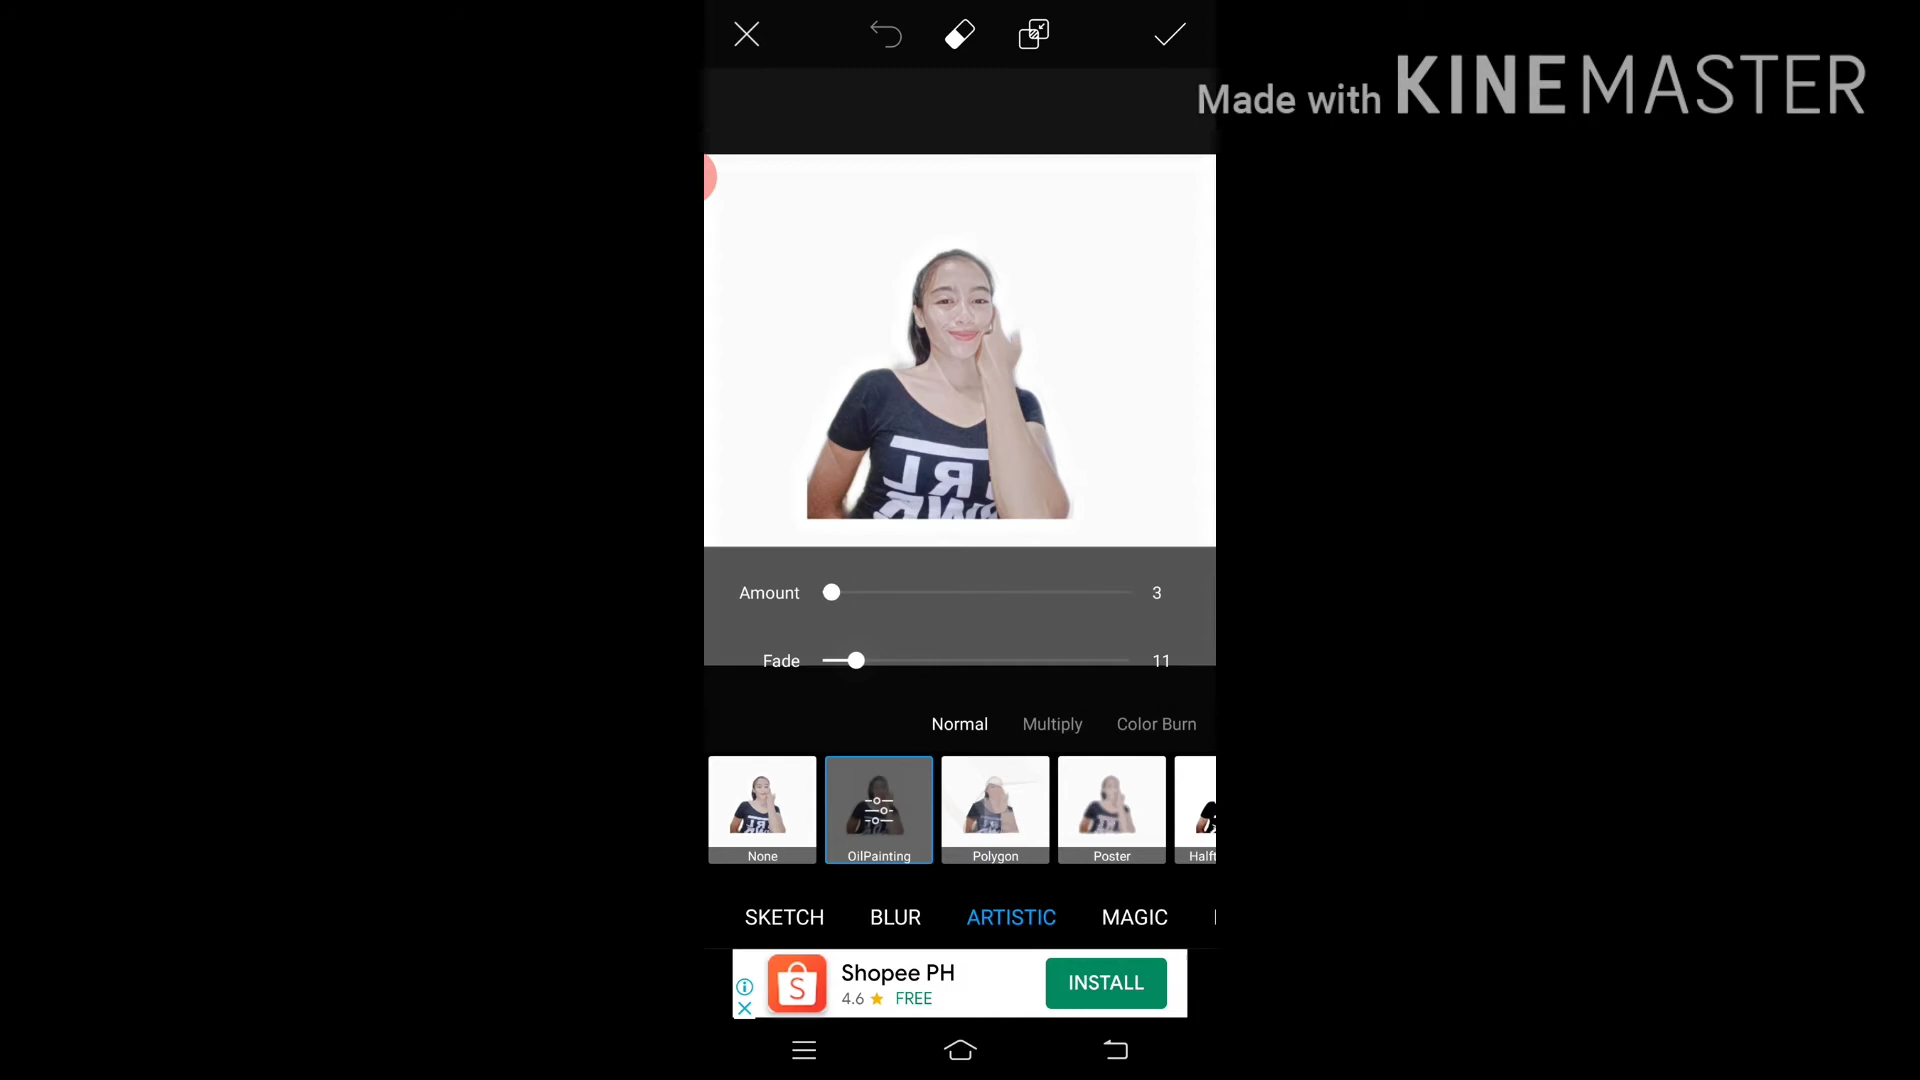 Made with KINEMASTER
Amount 3
Fade 11
Normal Multiply Color Burn
None OilPainting Polygon Poster Halft
SKETCH BLUR ARTISTIC MAGIC
Shopee PH
4.6 FREE
INSTALL